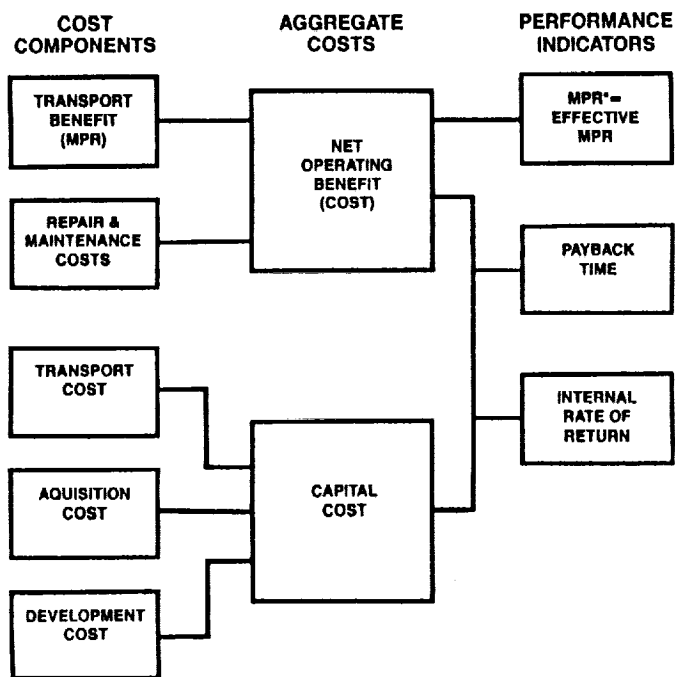 COST
COMPONENTS
AGGREGATE
COSTS
PERFORMANCE
INDICATORS
TRANSPORT
BENEFIT
(MPR)
REPAIR &
MAINTENANCE
COSTS
TRANSPORT
COST
AQUISITION
COST
DEVELOPMENT
COST
NET
OPERATING
BENEFIT
(COST)
CAPITAL
COST
MPR*=
EFFECTIVE
MPR
PAYBACK
TIME
INTERNAL
RATE OF
RETURN